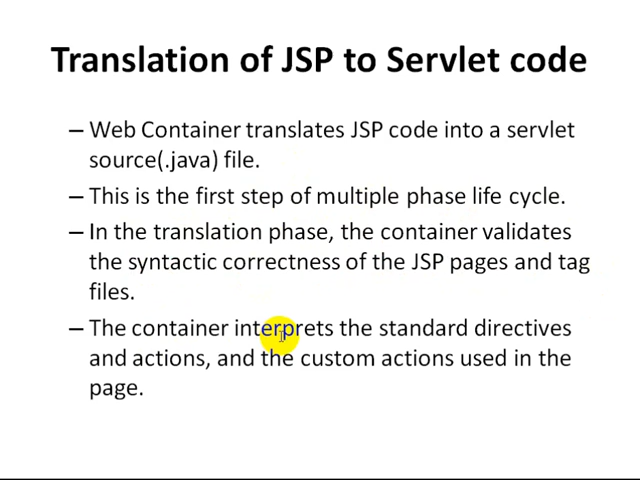 Translation of JSP to Servlet code
– Web Container translates JSP code into a servlet
source(.java) file.
– This is the first step of multiple phase life cycle.
– In the translation phase, the container validates
the syntactic correctness of the JSP pages and tag
files.
– The container interprets the standard directives
and actions, and the custom actions used in the
page.